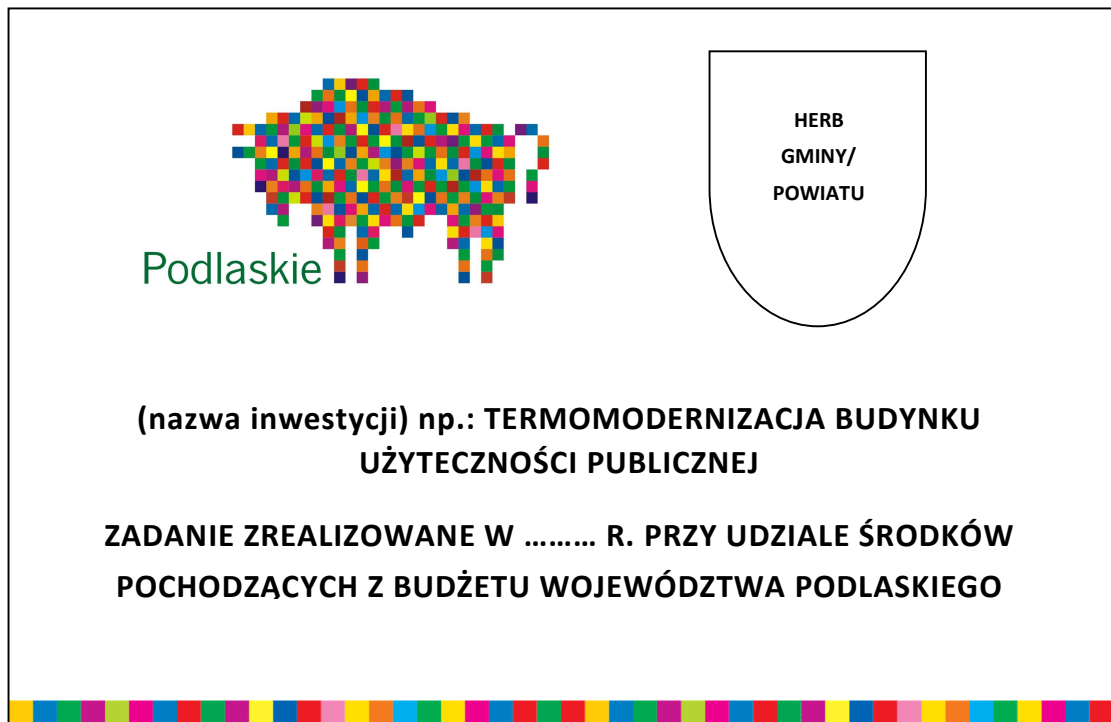 Podlaskie
HERB
GMINY/
POWIATU
(nazwa inwestycji) np.: TERMOMODERNIZACJA BUDYNKU
UŻYTECZNOŚCI PUBLICZNEJ
ZADANIE ZREALIZOWANE W ……… R. PRZY UDZIALE ŚRODKÓW
POCHODZĄCYCH Z BUDŻETU WOJEWÓDZTWA PODLASKIEGO